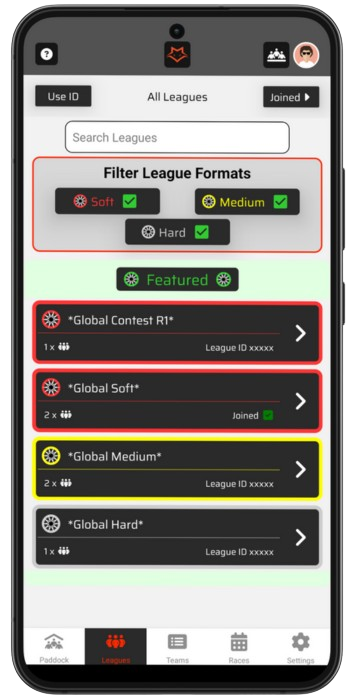 ?
Use ID All Leagues Joined
Search Leagues
Filter League Formats
Soft Medium
Hard
Featured
*Global Contest R1*
1 x League ID xxxxx
*Global Soft*
2 x Joined
*Global Medium*
2 x League ID xxxxx
*Global Hard*
1 x League ID xxxxx
Paddock Leagues Teams Races Settings